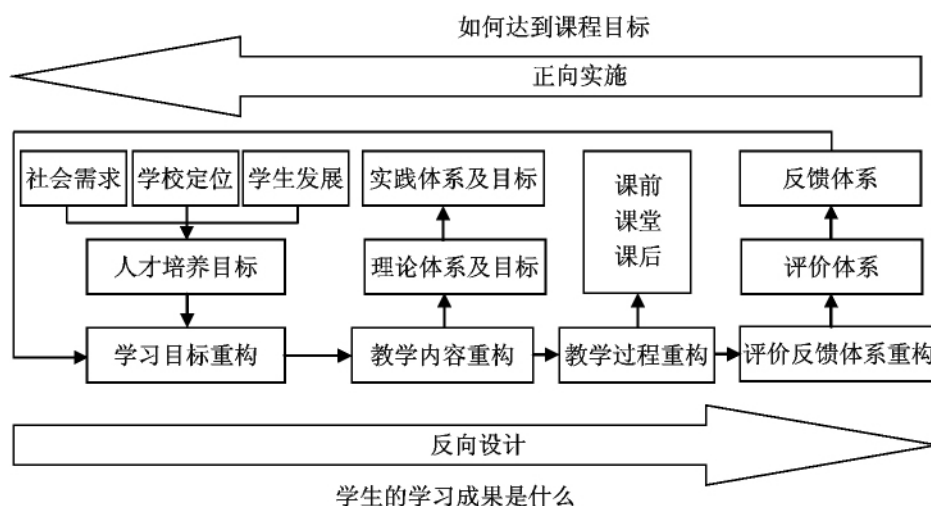 如何达到课程目标
正向实施
社会需求
学校定位
学生发展
实践体系及目标
课前
课堂
课后
反馈体系
人才培养目标
理论体系及目标
评价体系
学习目标重构
教学内容重构
教学过程重构
评价反馈体系重构
反向设计
学生的学习成果是什么